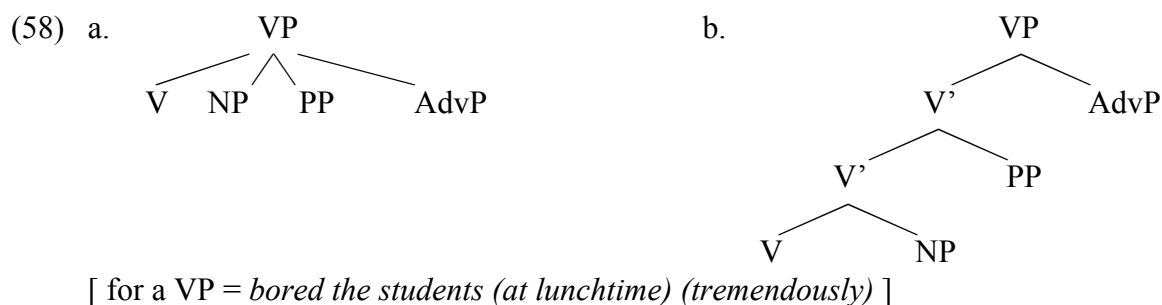 (58) a. VP b. VP
V NP PP AdvP V’ AdvP
V’ PP
V NP
[ for a VP = bored the students (at lunchtime) (tremendously) ]